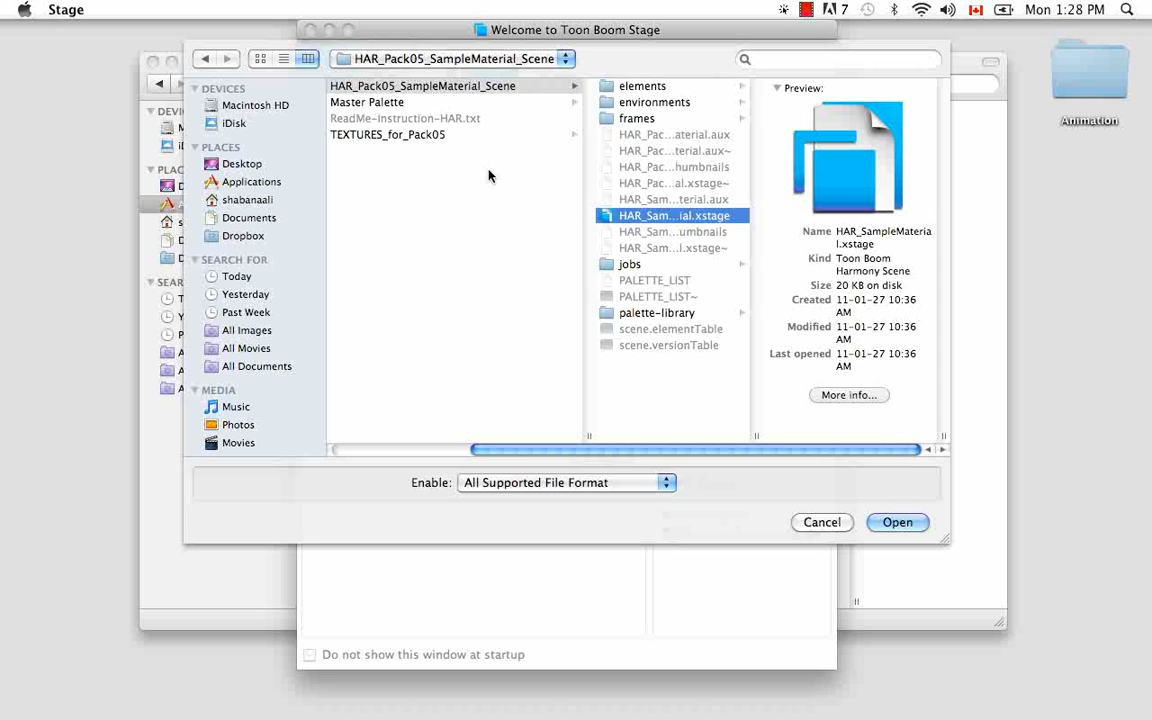 Stage
7
Mon 1:28 PM
Welcome to Toon Boom Stage
HAR_Pack05_SampleMaterial_Scene
DEVICES
Macintosh HD
iDisk
PLACES
Desktop
Applications
shabanaali
Documents
Dropbox
SEARCH FOR
Today
Yesterday
Past Week
All Images
All Movies
All Documents
MEDIA
Music
Photos
Movies
HAR_Pack05_SampleMaterial_Scene
Master Palette
ReadMe-instruction-HAR.txt
TEXTURES_for_Pack05
elements
environments
frames
HAR_Pac...aterial.aux
HAR_Pac...terial.aux~
HAR_Pac...humbnails
HAR_Pac...al.xstage~
HAR_Sam...terial.aux
HAR_Sam...ial.xstage
HAR_Sam...umbnails
HAR_Sam...l.xstage~
jobs
PALETTE_LIST
PALETTE_LIST~
palette-library
scene.elementTable
scene.versionTable
Preview:
Name HAR_SampleMateria
l.xstage
Kind Toon Boom
Harmony Scene
Size 20 KB on disk
Created 11-01-27 10:36
AM
Modified 11-01-27 10:36
AM
Last opened 11-01-27 10:36
AM
More info...
Enable: All Supported File Format
Cancel
Open
Do not show this window at startup
Animation